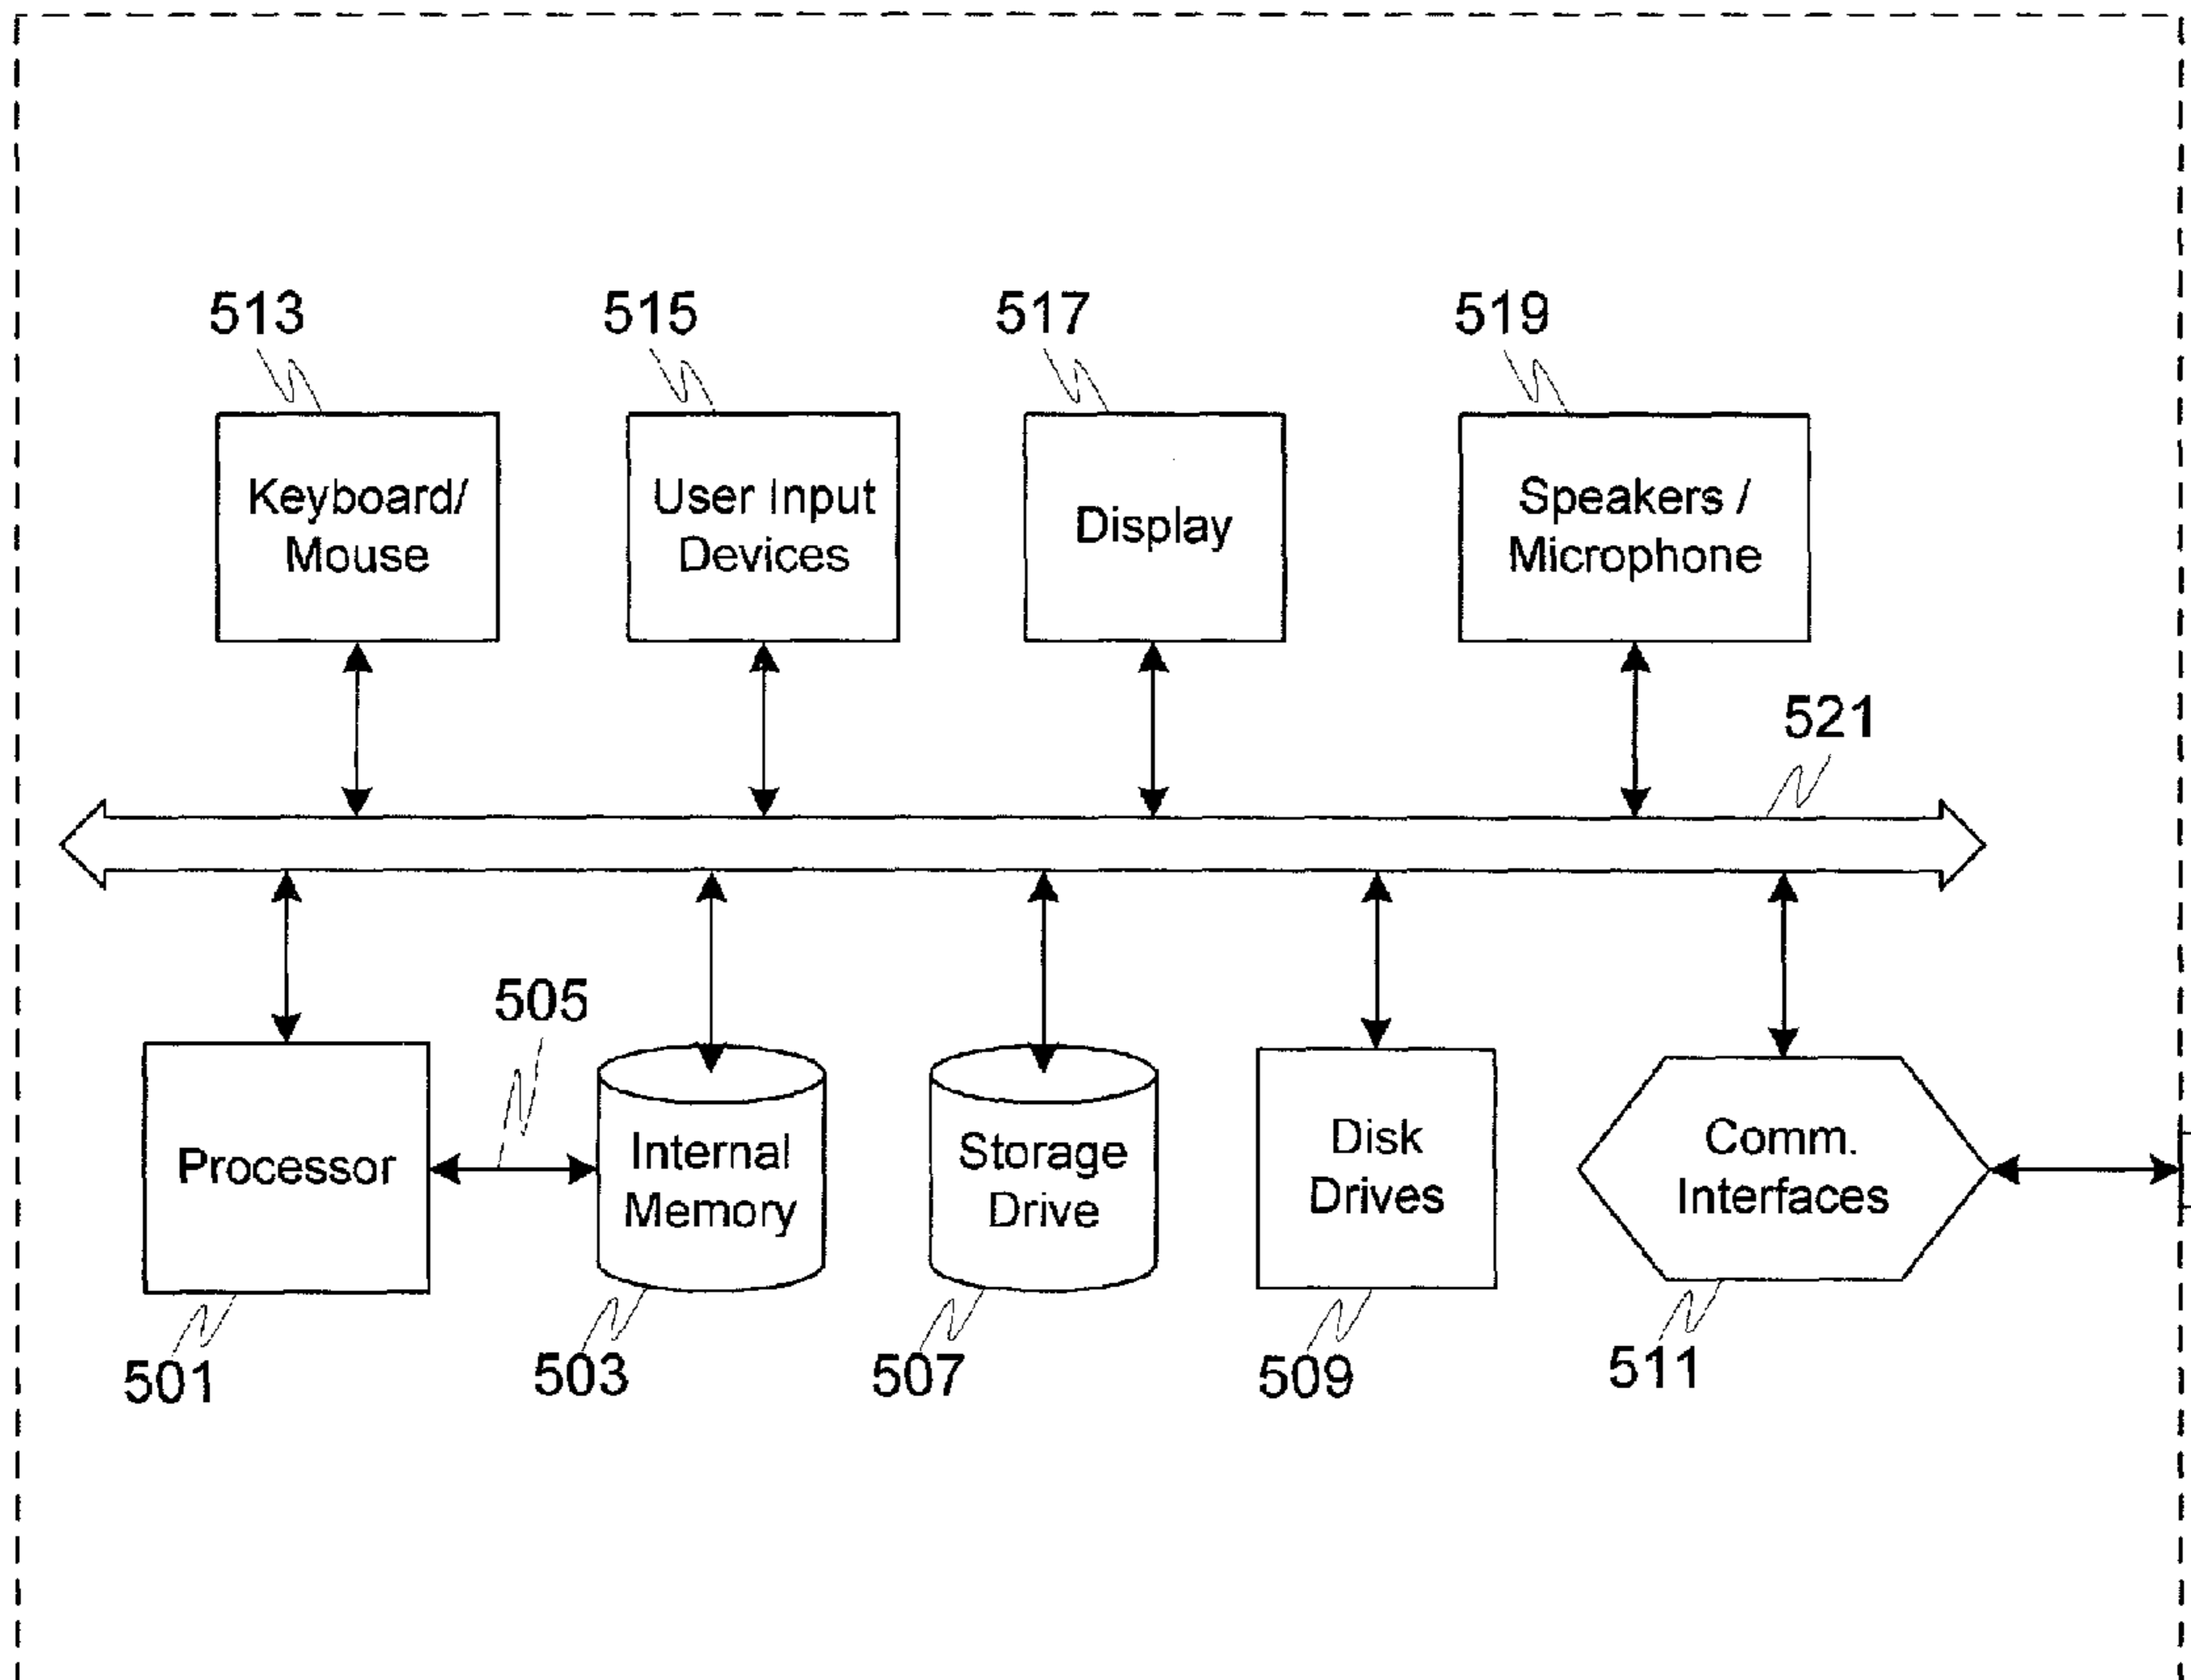 513
515
517
519
Keyboard/
Mouse
User Input
Devices
Display
Speakers /
Microphone
521
505
Processor
Internal
Memory
Storage
Drive
Disk
Drives
Comm.
Interfaces
501
503
507
509
511